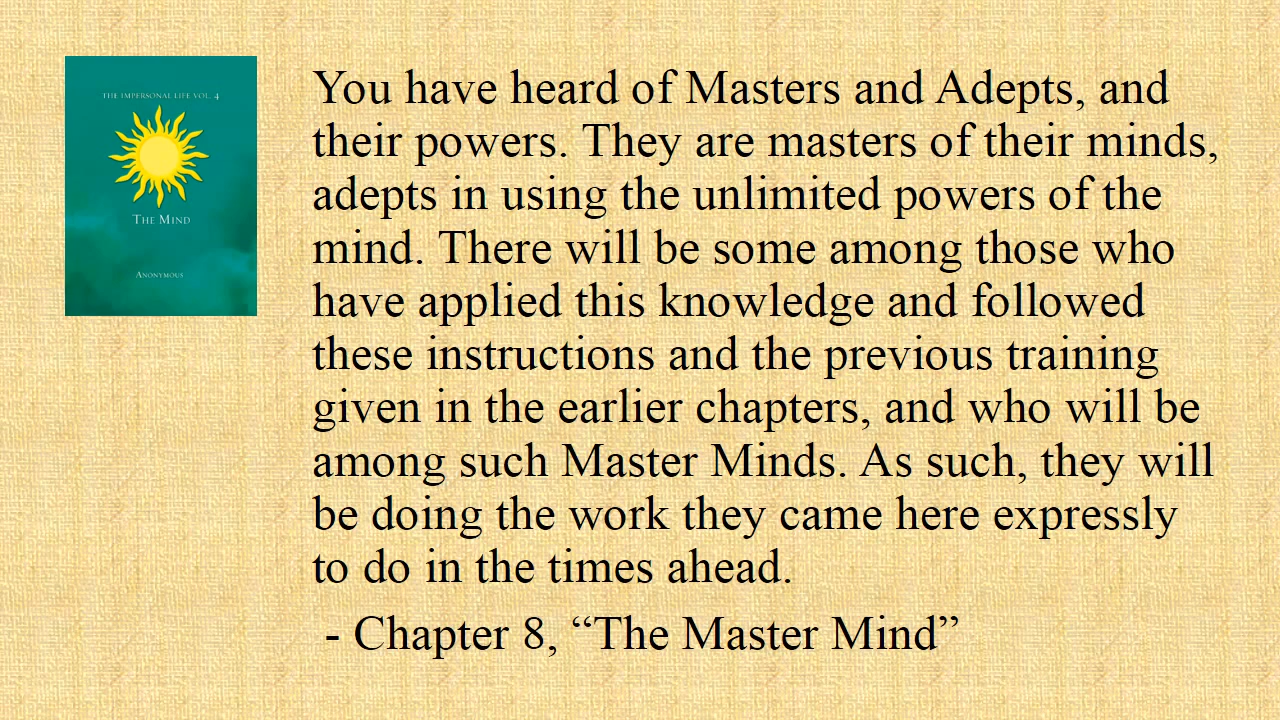 THE IMPERSONAL LIFE VOL. 4
THE MIND
ANONYMOUS
You have heard of Masters and Adepts, and
their powers. They are masters of their minds,
adepts in using the unlimited powers of the
mind. There will be some among those who
have applied this knowledge and followed
these instructions and the previous training
given in the earlier chapters, and who will be
among such Master Minds. As such, they will
be doing the work they came here expressly
to do in the times ahead.
- Chapter 8, “The Master Mind”